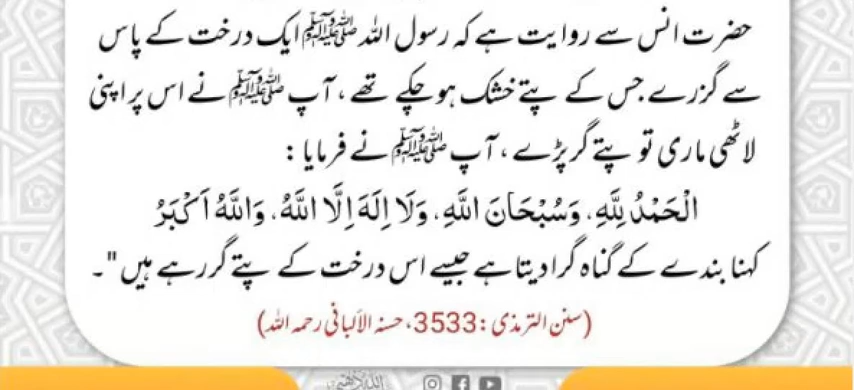 حضرت انس سے روایت ہے کہ رسول اللہ ﷺ ایک درخت کے پاس
سے گزرے جس کے پتے خشک ہو چکے تھے ، آپ ﷺ نے اس پر اپنی
لاٹھی ماری تو پتے گر پڑے ، آپ ﷺ نے فرمایا :
الْحَمْدُ لِلَّهِ، وَسُبْحَانَ اللَّهِ، وَلَا اِلَهَ اِلَّا اللَّهُ، وَاللَّهُ اَكْبَرُ
کہنا بندے کے گناہ گرا دیتا ہے جیسے اس درخت کے پتے گر رہے ہیں"۔
(سنن الترمذی : 3533، حسنہ الألبانی رحمہ اللہ)